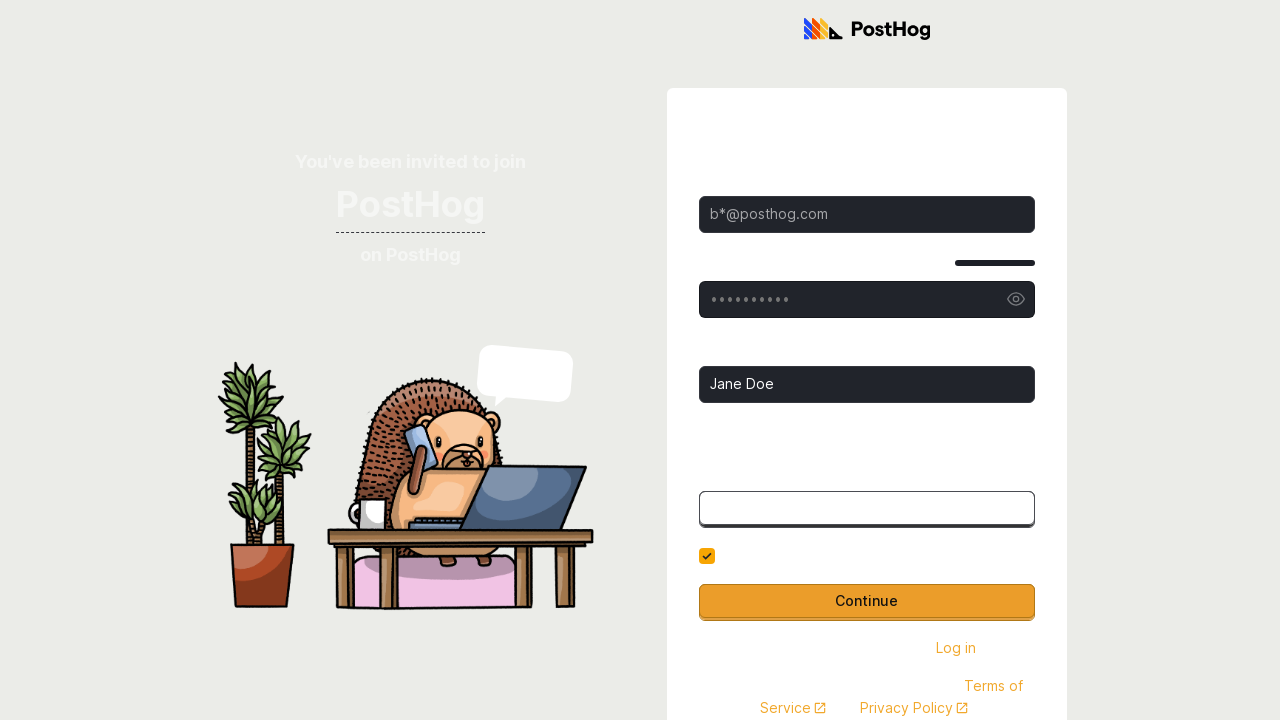 PostHog
You've been invited to join
PostHog
on PostHog
b*@posthog.com
••••••••••
Jane Doe
Continue
Log in
Terms of
Service
Privacy Policy